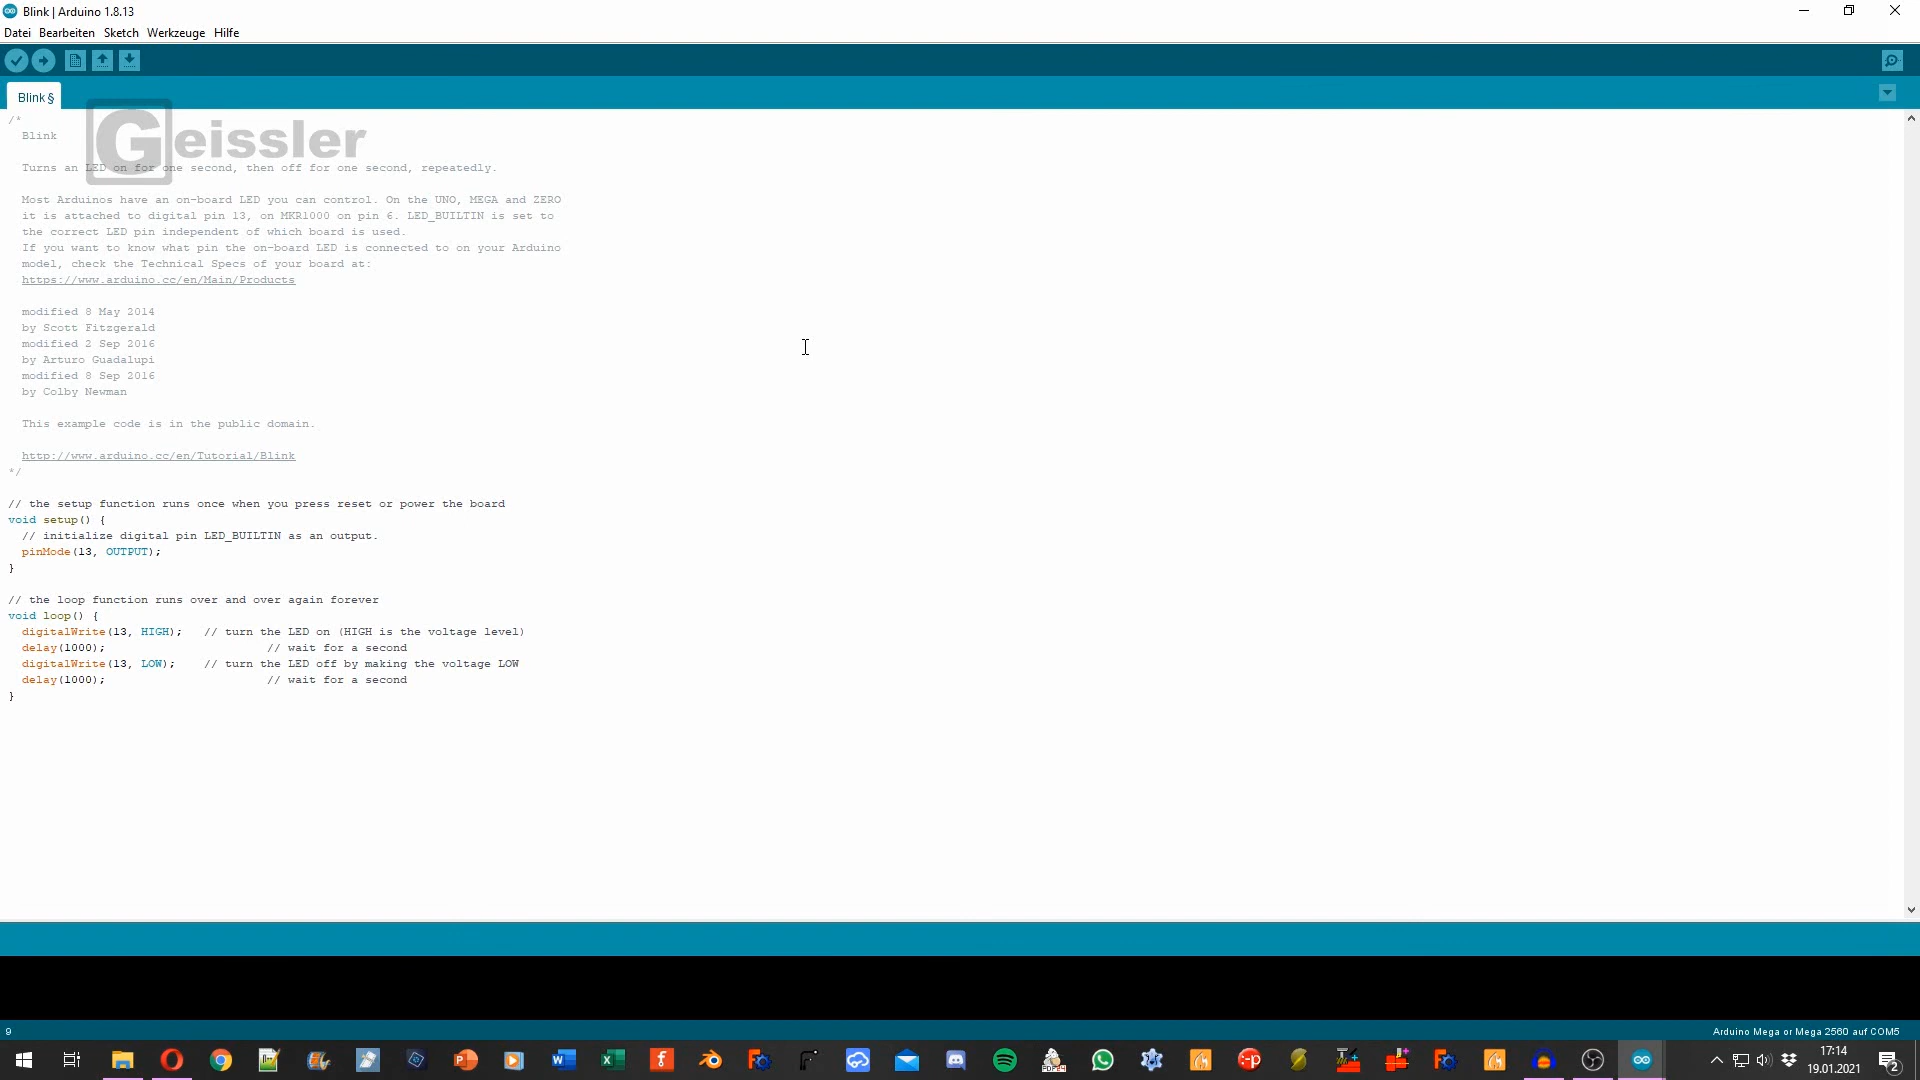 Blink | Arduino 1.8.13
Datei Bearbeiten Sketch Werkzeuge Hilfe
Blink §
Geissler
/*
Blink
Turns an LED on for one second, then off for one second, repeatedly.
Most Arduinos have an on-board LED you can control. On the UNO, MEGA and ZERO
it is attached to digital pin 13, on MKR1000 on pin 6. LED_BUILTIN is set to
the correct LED pin independent of which board is used.
If you want to know what pin the on-board LED is connected to on your Arduino
model, check the Technical Specs of your board at:
https://www.arduino.cc/en/Main/Products
modified 8 May 2014
by Scott Fitzgerald
modified 2 Sep 2016
by Arturo Guadalupi
modified 8 Sep 2016
by Colby Newman
This example code is in the public domain.
http://www.arduino.cc/en/Tutorial/Blink
*/
// the setup function runs once when you press reset or power the board
void setup() {
// initialize digital pin LED_BUILTIN as an output.
pinMode(13, OUTPUT);
}
// the loop function runs over and over again forever
void loop() {
digitalWrite(13, HIGH); // turn the LED on (HIGH is the voltage level)
delay(1000); // wait for a second
digitalWrite(13, LOW); // turn the LED off by making the voltage LOW
delay(1000); // wait for a second
}
9
Arduino Mega or Mega 2560 auf COM5
17:14
19.01.2021
2